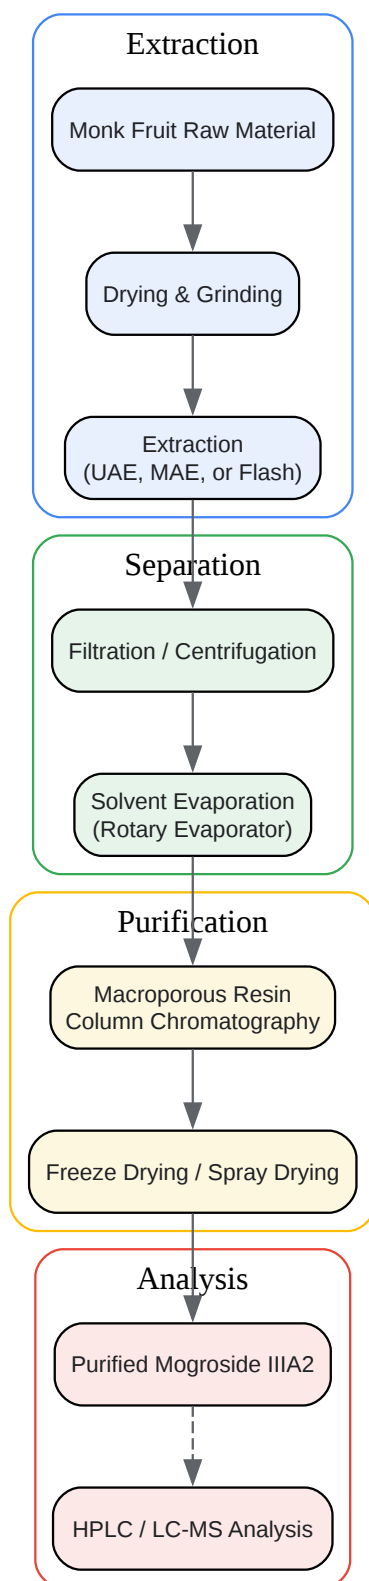 Extraction
Monk Fruit Raw Material
Drying & Grinding
Extraction
(UAE, MAE, or Flash)
Separation
Filtration / Centrifugation
Solvent Evaporation
(Rotary Evaporator)
Purification
Macroporous Resin
Column Chromatography
Freeze Drying / Spray Drying
Analysis
Purified Mogroside IIIA2
HPLC / LC-MS Analysis